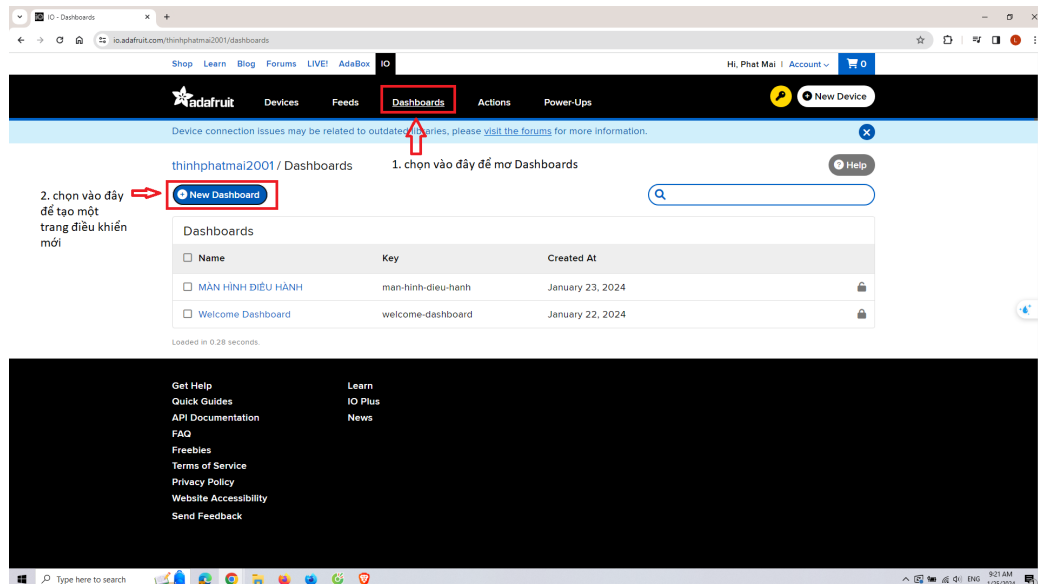 IO - Dashboards
io.adafruit.com/thinhphatmai2001/dashboards
Shop Learn Blog Forums LIVE! AdaBox IO
Hi, Phat Mai | Account 0
adafruit Devices Feeds Dashboards Actions Power-Ups New Device
Device connection issues may be related to outdated libraries, please visit the forums for more information.
thinhphatmai2001 / Dashboards
1. chọn vào đây để mơ Dashboards
Help
2. chọn vào đây
để tạo một
trang điều khiển
mới
New Dashboard
Dashboards
Name Key Created At
MÀN HÌNH ĐIỀU HÀNH man-hinh-dieu-hanh January 23, 2024
Welcome Dashboard welcome-dashboard January 22, 2024
Loaded in 0.28 seconds.
Get Help Learn
Quick Guides IO Plus
API Documentation News
FAQ
Freebies
Terms of Service
Privacy Policy
Website Accessibility
Send Feedback
Type here to search
ENG
9:21 AM
1/25/2024